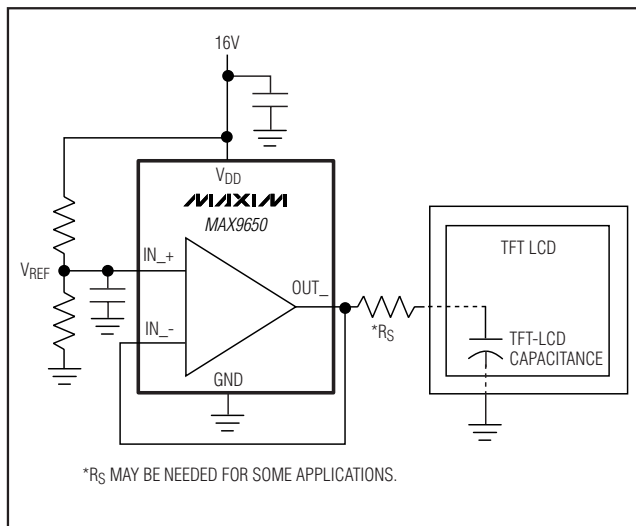 16V
VDD
MAXIM
MAX9650
VREF
IN_+
OUT_
IN_-
GND
*RS
TFT LCD
TFT-LCD
CAPACITANCE
*RS MAY BE NEEDED FOR SOME APPLICATIONS.